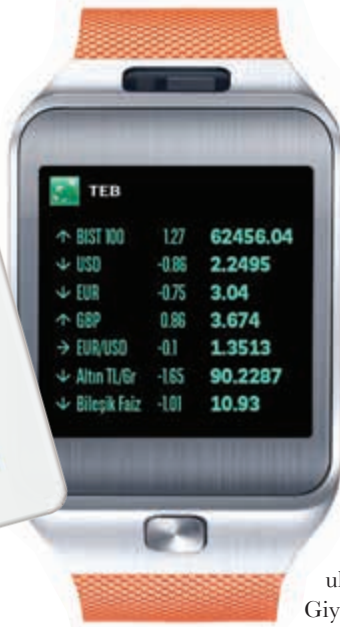 TEB
↑ BIST 100 1.27 62456.04
↓ USD -0.86 2.2495
↓ EUR -0.75 3.04
↑ GBP 0.86 3.674
→ EUR/USD -0.1 1.3513
↓ Altın TL/Gr -1.65 90.2287
↓ Bileşik Faiz -1.01 10.93
ul
Giy